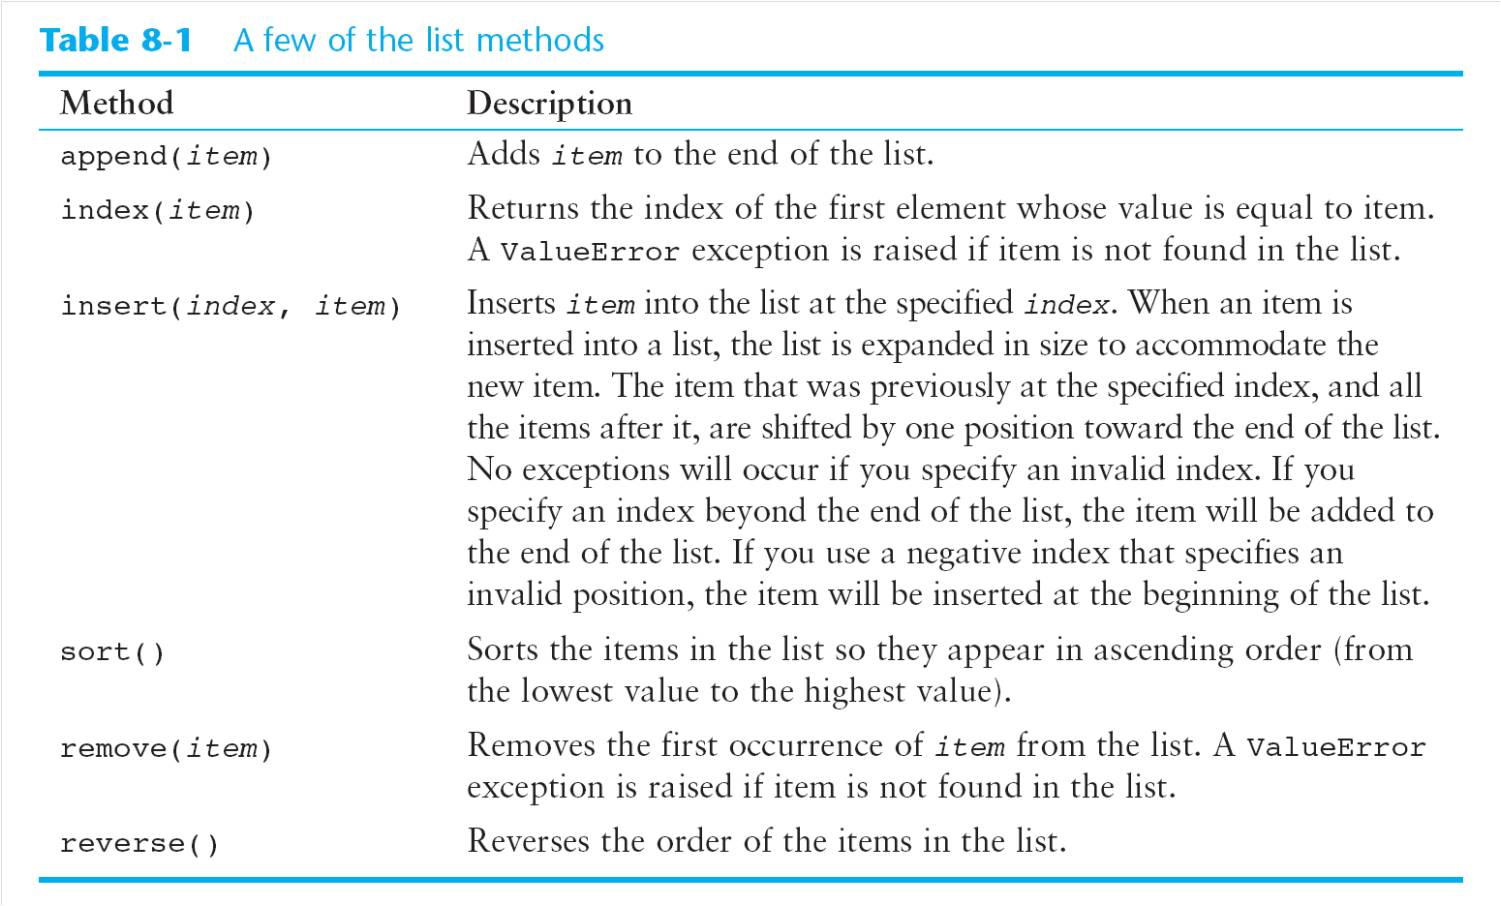 Table 8-1 A few of the list methods
Method Description
append(item) Adds item to the end of the list.
index(item) Returns the index of the first element whose value is equal to item.
A ValueError exception is raised if item is not found in the list.
insert(index, item) Inserts item into the list at the specified index. When an item is
inserted into a list, the list is expanded in size to accommodate the
new item. The item that was previously at the specified index, and all
the items after it, are shifted by one position toward the end of the list.
No exceptions will occur if you specify an invalid index. If you
specify an index beyond the end of the list, the item will be added to
the end of the list. If you use a negative index that specifies an
invalid position, the item will be inserted at the beginning of the list.
sort() Sorts the items in the list so they appear in ascending order (from
the lowest value to the highest value).
remove(item) Removes the first occurrence of item from the list. A ValueError
exception is raised if item is not found in the list.
reverse() Reverses the order of the items in the list.